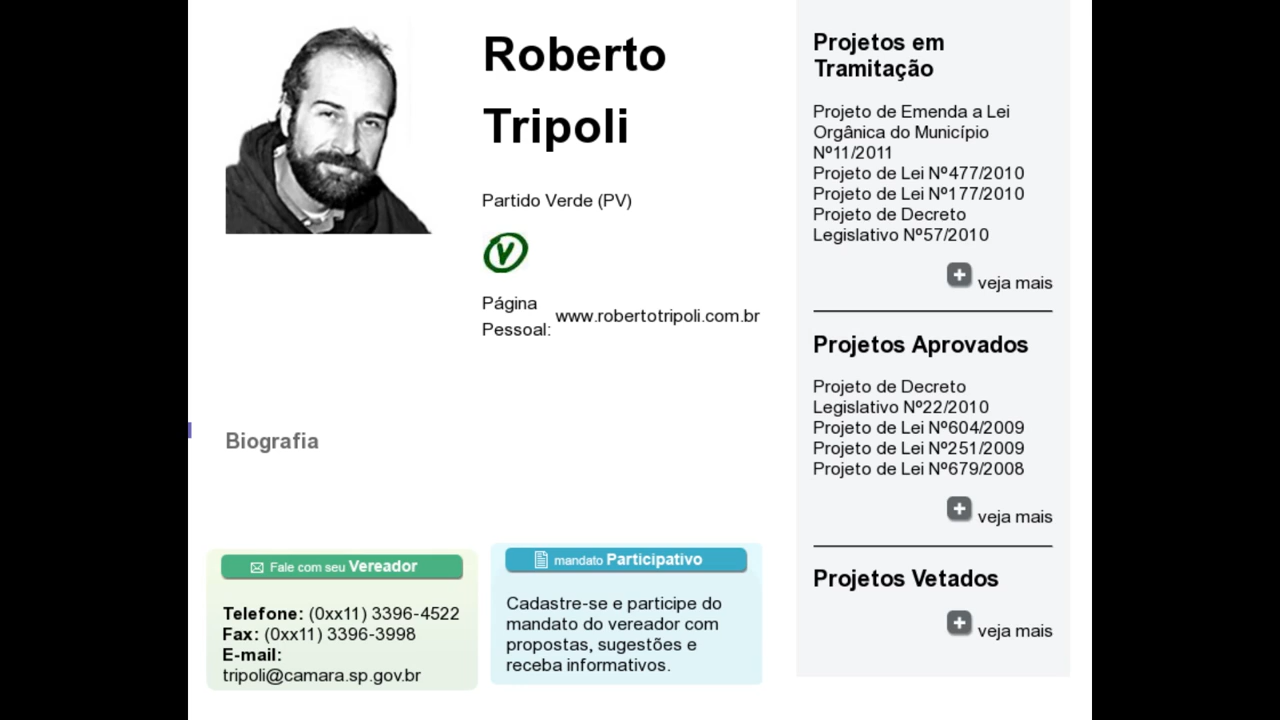 Roberto
Tripoli
Partido Verde (PV)
V
Página
Pessoal:
www.robertotripoli.com.br
Biografia
Fale com seu Vereador
Telefone: (0xx11) 3396-4522
Fax: (0xx11) 3396-3998
E-mail:
tripoli@camara.sp.gov.br
mandato Participativo
Cadastre-se e participe do
mandato do vereador com
propostas, sugestões e
receba informativos.
Projetos em
Tramitação
Projeto de Emenda a Lei
Orgânica do Município
Nº11/2011
Projeto de Lei Nº477/2010
Projeto de Lei Nº177/2010
Projeto de Decreto
Legislativo Nº57/2010
veja mais
Projetos Aprovados
Projeto de Decreto
Legislativo Nº22/2010
Projeto de Lei Nº604/2009
Projeto de Lei Nº251/2009
Projeto de Lei Nº679/2008
veja mais
Projetos Vetados
veja mais